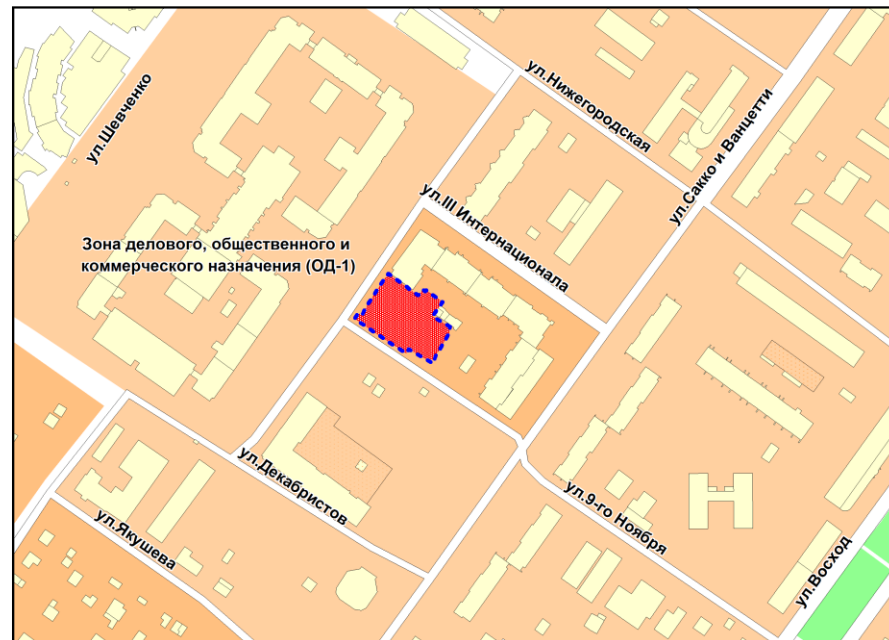 ул.Нижегородская
ул.Шевченко
ул.Сакко и Ванцетти
ул.III Интернационала
Зона делового, общественного и
коммерческого назначения (ОД-1)
ул.Декабристов
ул.9-го Ноября
ул.Якушева
ул.Восход